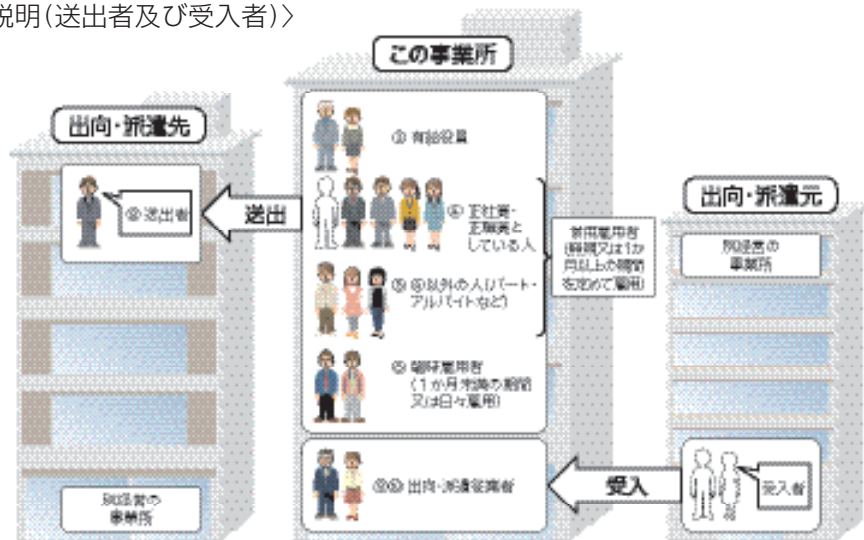 説明(送出者及び受入者)〉
この事業所
出向・派遣先
① 有給役員
送出者
送出
④ 正社員・
正職員と
している人
出向・派遣元
常用雇用者
(期間又は1か
月以上の期間
を定めて雇用)
別経営の
事業所
⑤ ④以外の人(パート・
アルバイトなど)
臨時雇用者
(1か月未満の期間
又は日々雇用)
出向・派遣従業者
受入
受入者
別経営の
事業所